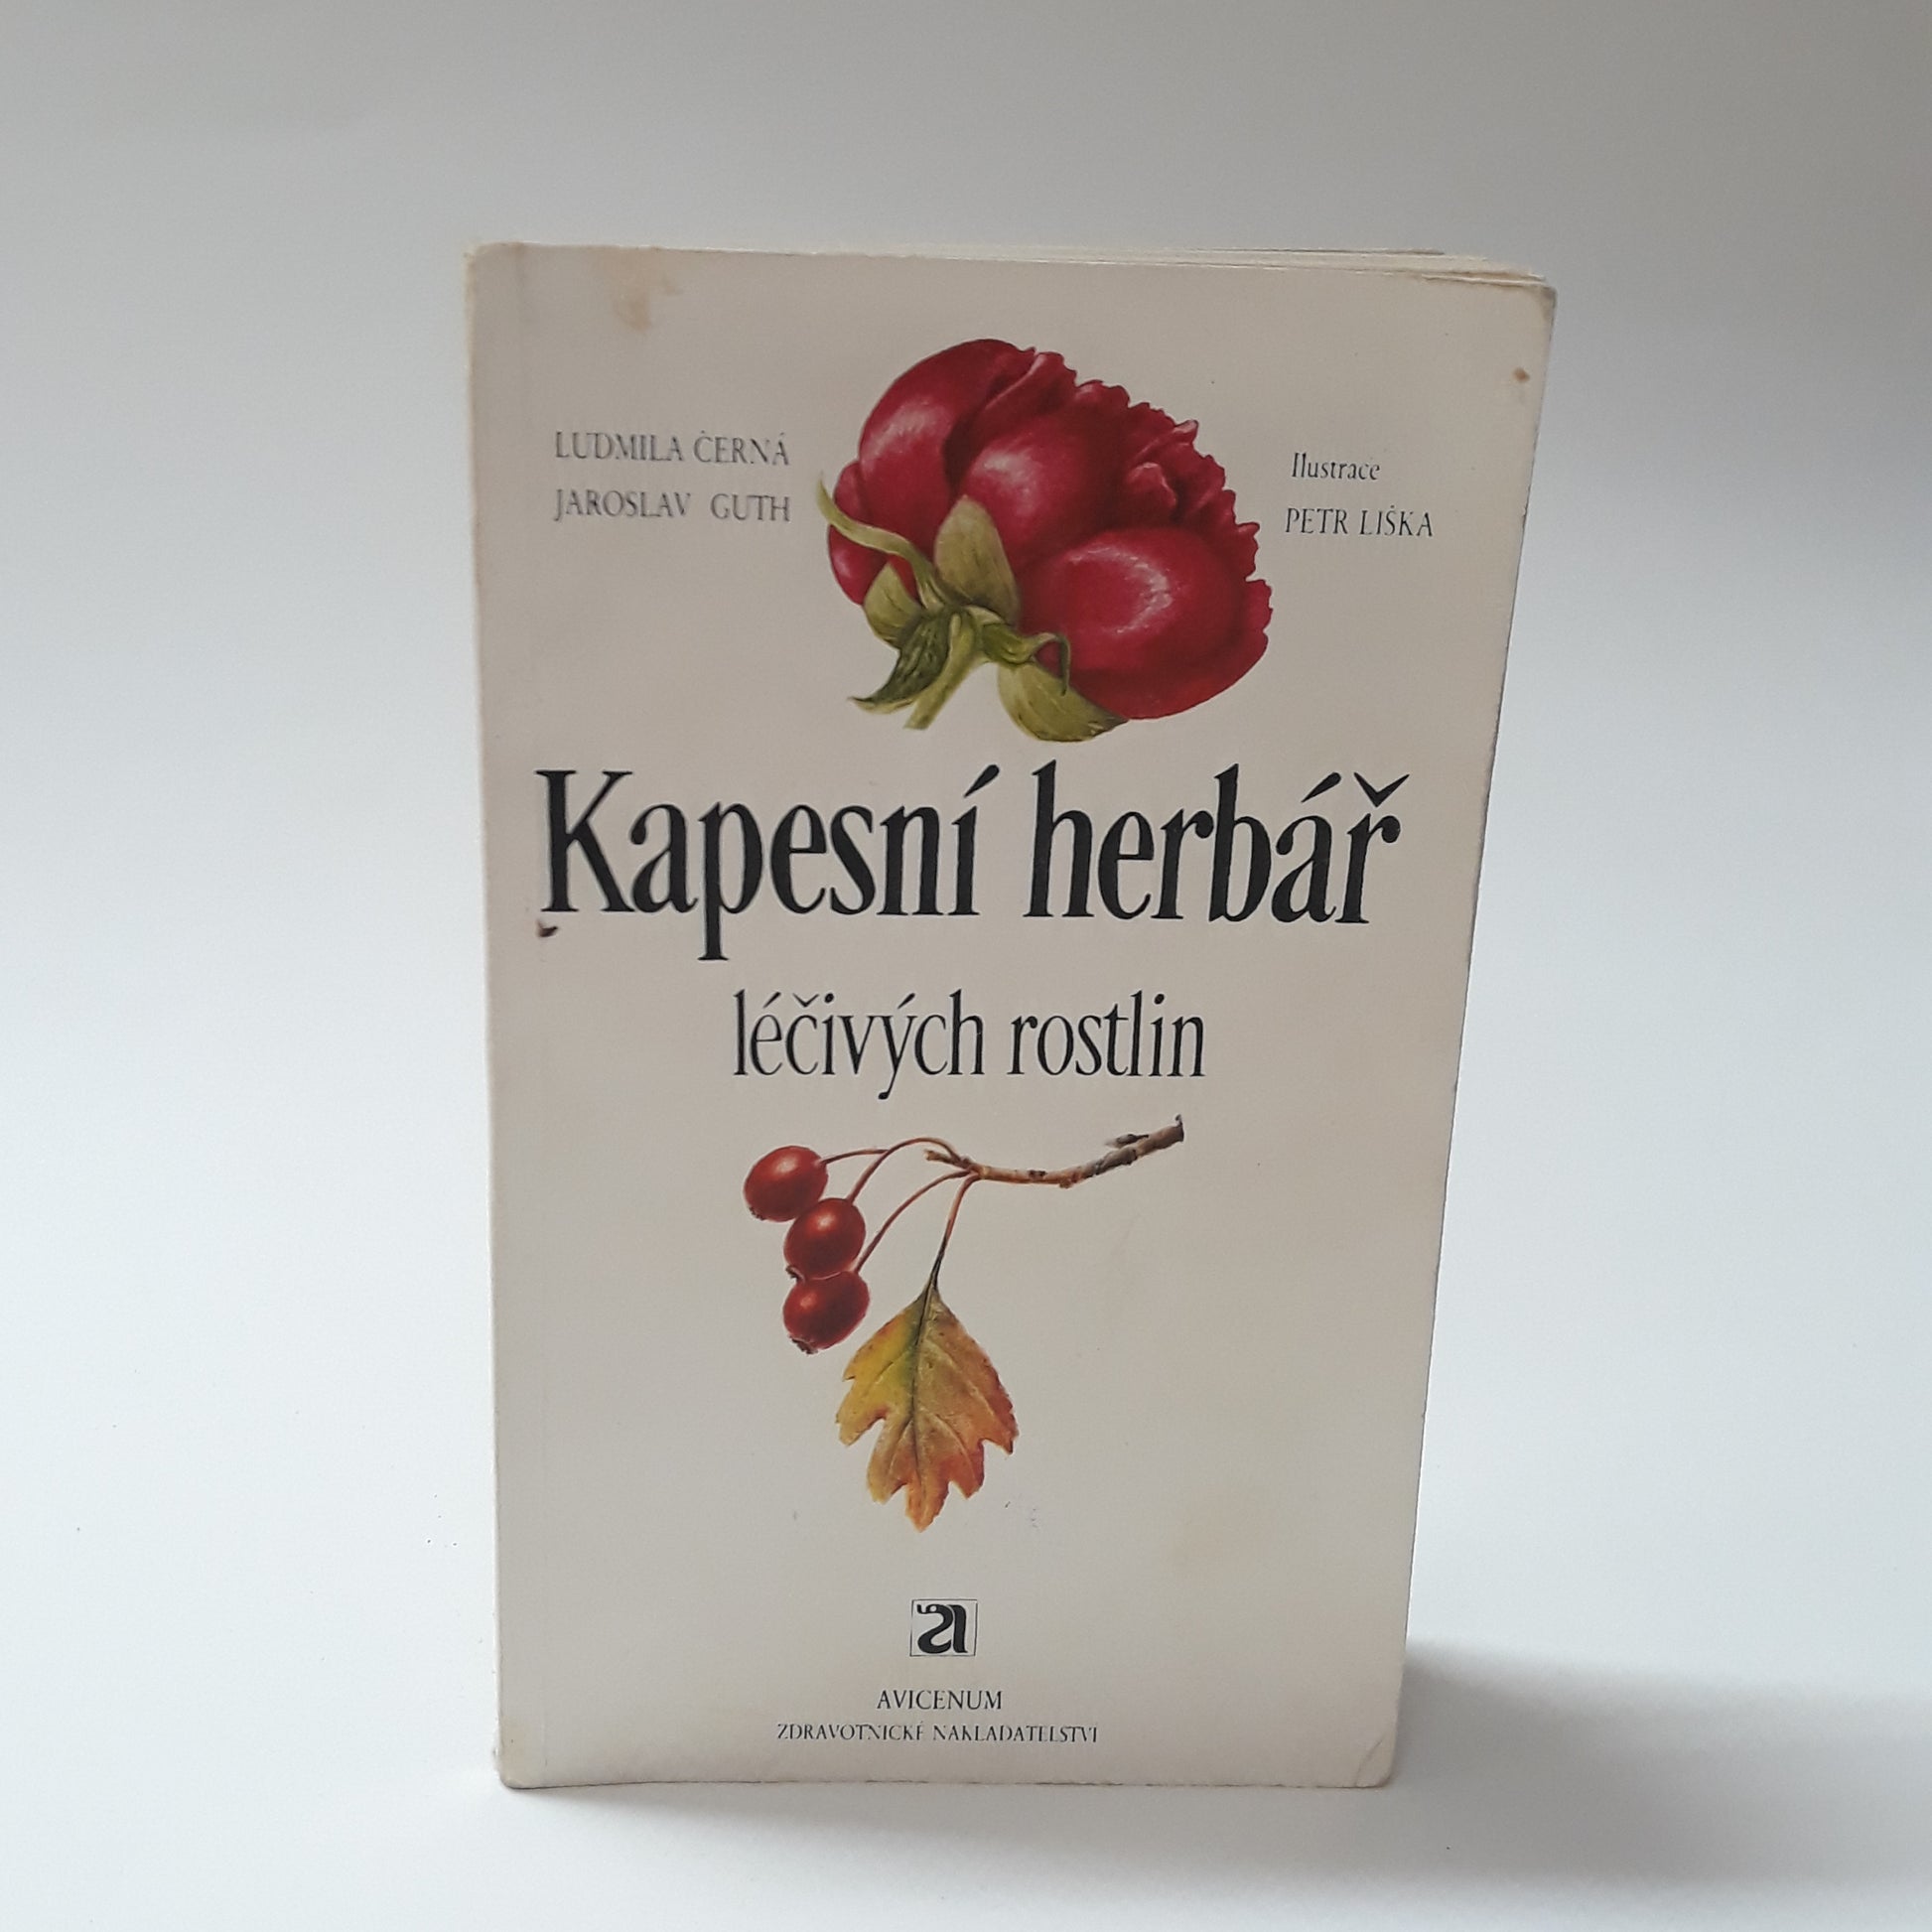 LUDMILA ČERNÁ
JAROSLAV GUTH
Ilustrace
PETR LIŠKA
Kapesní herbář
léčivých rostlin
a
AVICENUM
ZDRAVOTNICKÉ NAKLADATELSTVÍ